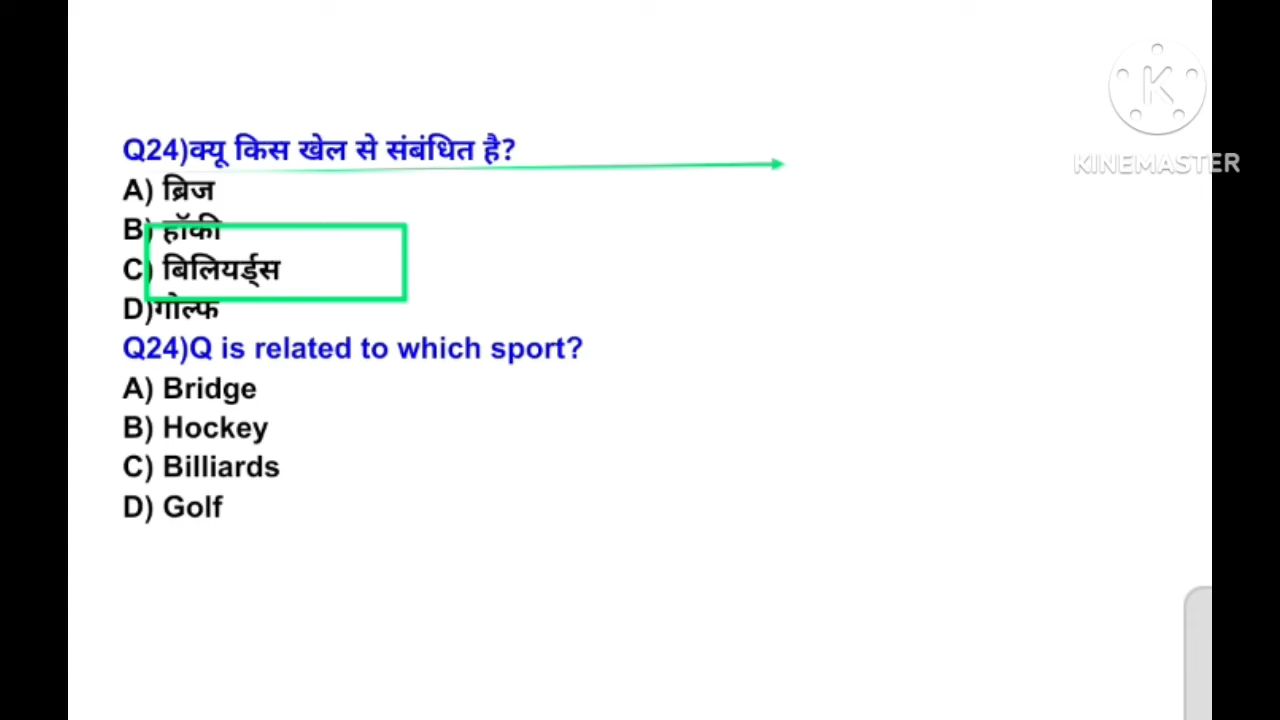 Q24)क्यू किस खेल से संबंधित है?
A) ब्रिज
B) हॉकी
C) बिलियर्ड्स
D)गोल्फ
Q24)Q is related to which sport?
A) Bridge
B) Hockey
C) Billiards
D) Golf
K
KINEMASTER